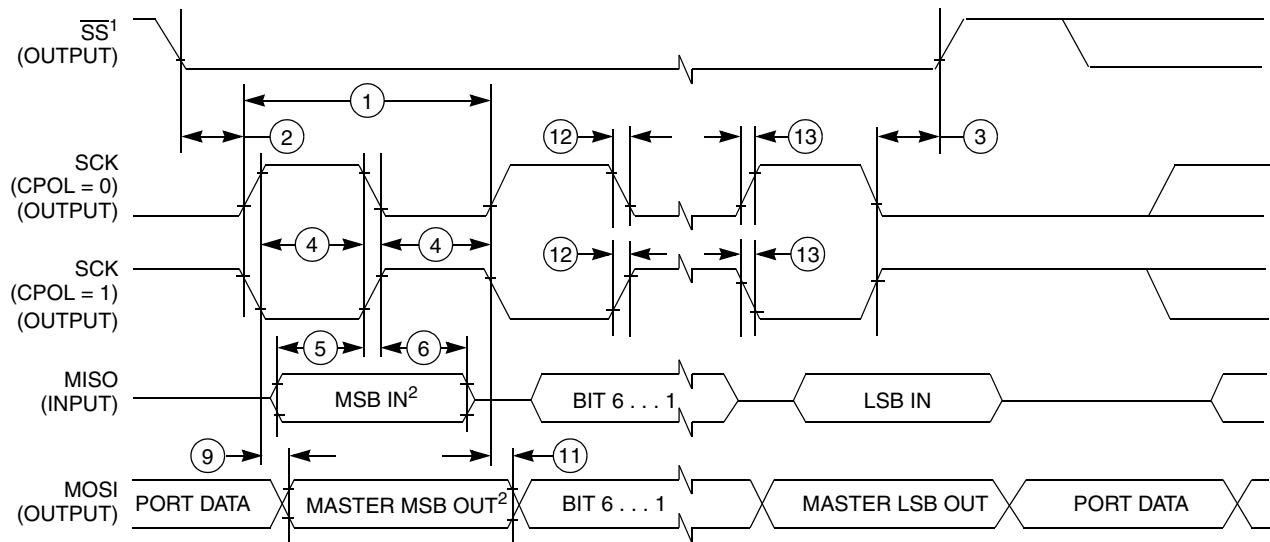 SS¹
(OUTPUT)
1
2
12
13
3
SCK
(CPOL = 0)
(OUTPUT)
4
4
SCK
(CPOL = 1)
(OUTPUT)
12
13
5
6
MISO
(INPUT)
MSB IN²
BIT 6 . . . 1
LSB IN
9
11
MOSI
(OUTPUT)
PORT DATA
MASTER MSB OUT²
BIT 6 . . . 1
MASTER LSB OUT
PORT DATA